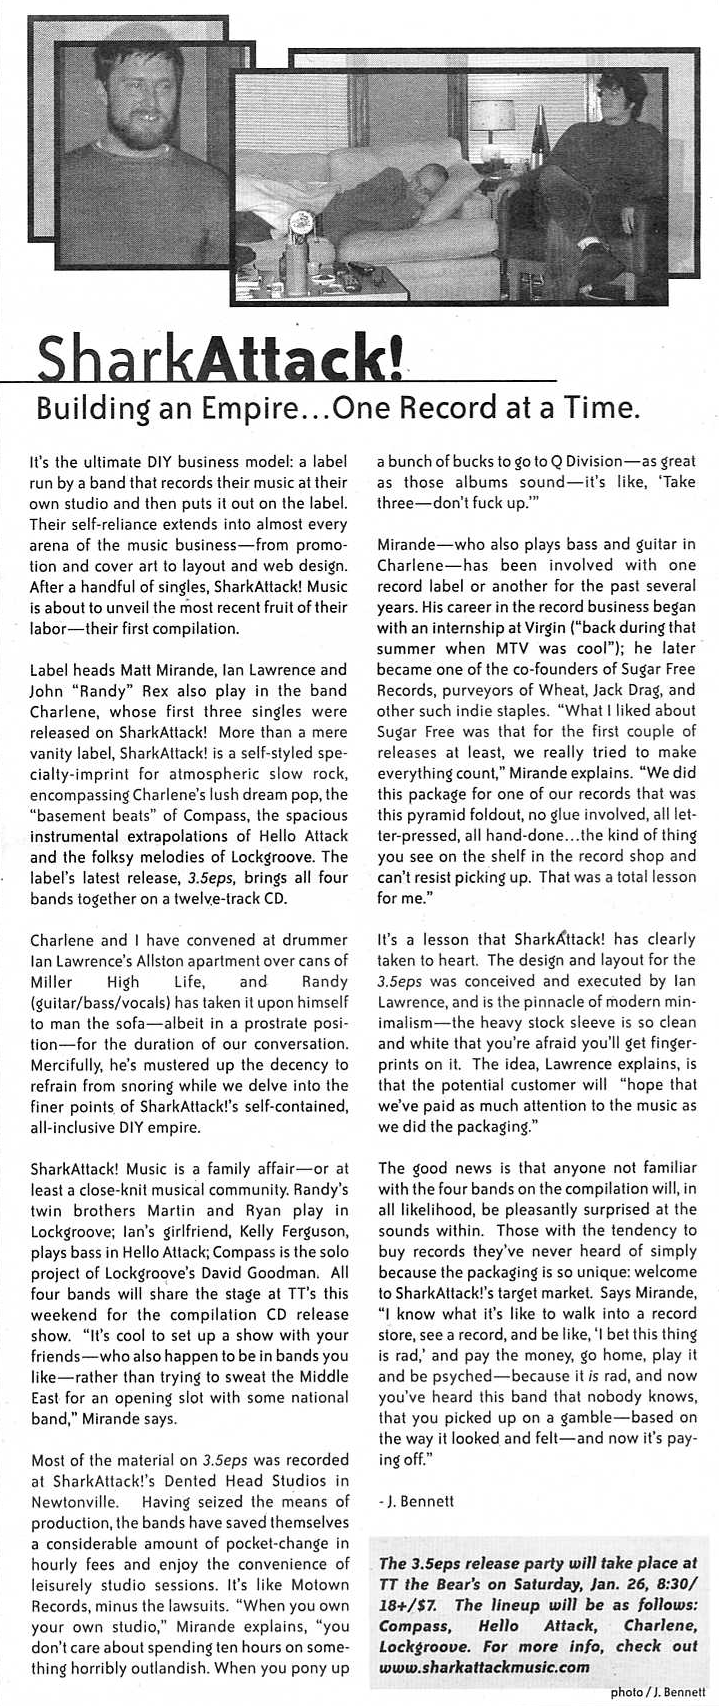 SharkAttack!
Building an Empire...One Record at a Time.
It's the ultimate DIY business model: a label
run by a band that records their music at their
own studio and then puts it out on the label.
Their self-reliance extends into almost every
arena of the music business—from promo-
tion and cover art to layout and web design.
After a handful of singles, SharkAttack! Music
is about to unveil the most recent fruit of their
labor—their first compilation.
Label heads Matt Mirande, Ian Lawrence and
John “Randy” Rex also play in the band
Charlene, whose first three singles were
released on SharkAttack! More than a mere
vanity label, SharkAttack! is a self-styled spe-
cialty-imprint for atmospheric slow rock,
encompassing Charlene's lush dream pop, the
“basement beats” of Compass, the spacious
instrumental extrapolations of Hello Attack
and the folksy melodies of Lockgroove. The
label's latest release, 3.5eps, brings all four
bands together on a twelve-track CD.
Charlene and I have convened at drummer
Ian Lawrence's Allston apartment over cans of
Miller High Life, and Randy
(guitar/bass/vocals) has taken it upon himself
to man the sofa—albeit in a prostrate posi-
tion—for the duration of our conversation.
Mercifully, he's mustered up the decency to
refrain from snoring while we delve into the
finer points of SharkAttack!'s self-contained,
all-inclusive DIY empire.
SharkAttack! Music is a family affair—or at
least a close-knit musical community. Randy's
twin brothers Martin and Ryan play in
Lockgroove; Ian's girlfriend, Kelly Ferguson,
plays bass in Hello Attack; Compass is the solo
project of Lockgroove's David Goodman. All
four bands will share the stage at TT's this
weekend for the compilation CD release
show. “It's cool to set up a show with your
friends—who also happen to be in bands you
like—rather than trying to sweat the Middle
East for an opening slot with some national
band,” Mirande says.
Most of the material on 3.5eps was recorded
at SharkAttack!'s Dented Head Studios in
Newtonville. Having seized the means of
production, the bands have saved themselves
a considerable amount of pocket-change in
hourly fees and enjoy the convenience of
leisurely studio sessions. It's like Motown
Records, minus the lawsuits. “When you own
your own studio,” Mirande explains, “you
don't care about spending ten hours on some-
thing horribly outlandish. When you pony up
a bunch of bucks to go to Q Division—as great
as those albums sound—it's like, ‘Take
three—don't fuck up.’”
Mirande—who also plays bass and guitar in
Charlene—has been involved with one
record label or another for the past several
years. His career in the record business began
with an internship at Virgin (“back during that
summer when MTV was cool”); he later
became one of the co-founders of Sugar Free
Records, purveyors of Wheat, Jack Drag, and
other such indie staples. “What I liked about
Sugar Free was that for the first couple of
releases at least, we really tried to make
everything count,” Mirande explains. “We did
this package for one of our records that was
this pyramid foldout, no glue involved, all let-
ter-pressed, all hand-done...the kind of thing
you see on the shelf in the record shop and
can't resist picking up. That was a total lesson
for me.”
It's a lesson that SharkAttack! has clearly
taken to heart. The design and layout for the
3.5eps was conceived and executed by Ian
Lawrence, and is the pinnacle of modern min-
imalism—the heavy stock sleeve is so clean
and white that you're afraid you'll get finger-
prints on it. The idea, Lawrence explains, is
that the potential customer will “hope that
we've paid as much attention to the music as
we did the packaging.”
The good news is that anyone not familiar
with the four bands on the compilation will, in
all likelihood, be pleasantly surprised at the
sounds within. Those with the tendency to
buy records they've never heard of simply
because the packaging is so unique: welcome
to SharkAttack!'s target market. Says Mirande,
“I know what it's like to walk into a record
store, see a record, and be like, ‘I bet this thing
is rad,’ and pay the money, go home, play it
and be psyched—because it is rad, and now
you've heard this band that nobody knows,
that you picked up on a gamble—based on
the way it looked and felt—and now it's pay-
ing off.”
- J. Bennett
The 3.5eps release party will take place at
TT the Bear's on Saturday, Jan. 26, 8:30/
18+/$7. The lineup will be as follows:
Compass, Hello Attack, Charlene,
Lockgroove. For more info, check out
www.sharkattackmusic.com
photo / J. Bennett